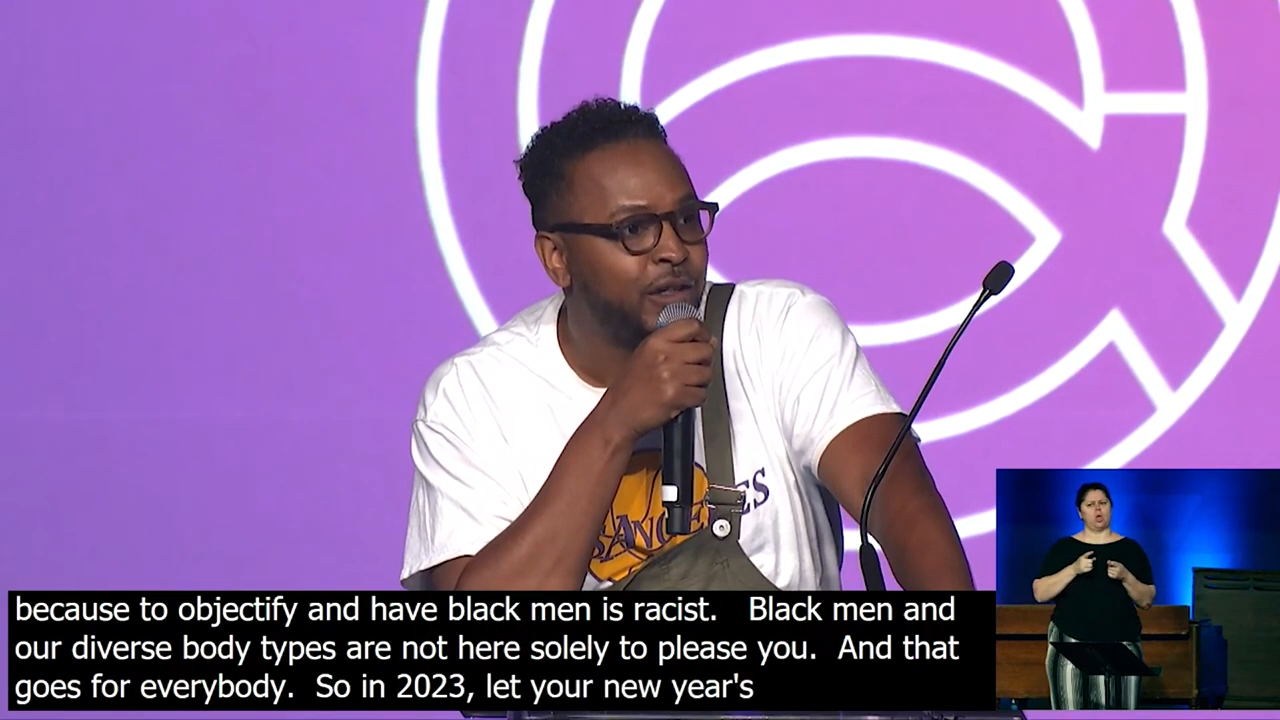 ANGELES
because to objectify and have black men is racist.   Black men and
our diverse body types are not here solely to please you.  And that
goes for everybody.  So in 2023, let your new year's